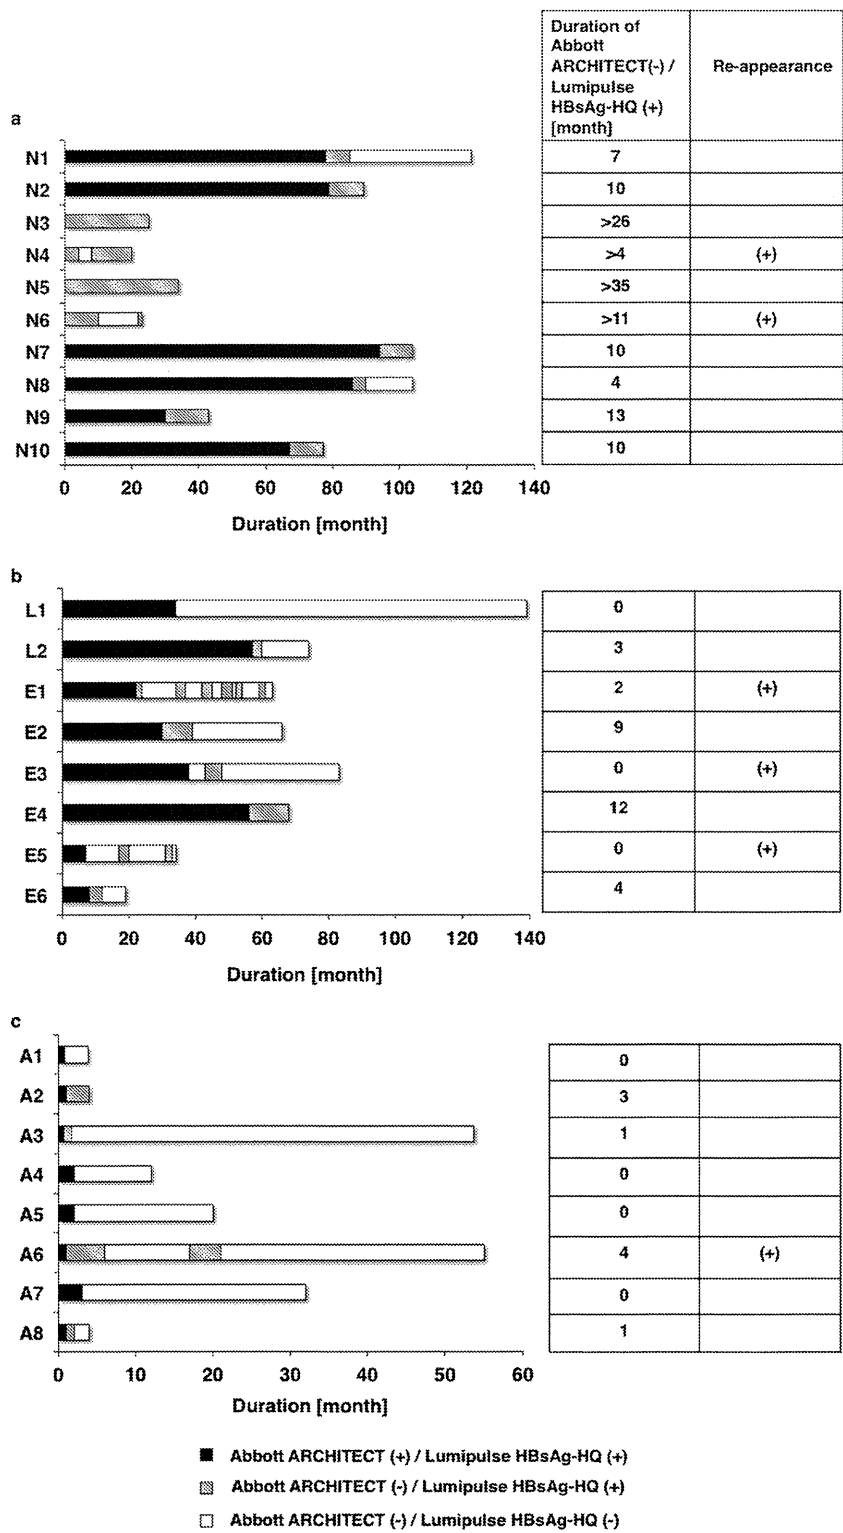 Duration of
Abbott
ARCHITECT(-) /
Lumipulse
HBsAg-HQ (+)
[month]
Re-appearance
a
N1 7
N2 10
N3 >26
N4 >4 (+)
N5 >35
N6 >11 (+)
N7 10
N8 4
N9 13
N10 10
0 20 40 60 80 100 120 140
Duration [month]
b
L1 0
L2 3
E1 2 (+)
E2 9
E3 0 (+)
E4 12
E5 0 (+)
E6 4
0 20 40 60 80 100 120 140
Duration [month]
c
A1 0
A2 3
A3 1
A4 0
A5 0
A6 4 (+)
A7 0
A8 1
0 10 20 30 40 50 60
Duration [month]
Abbott ARCHITECT (+) / Lumipulse HBsAg-HQ (+)
Abbott ARCHITECT (-) / Lumipulse HBsAg-HQ (+)
Abbott ARCHITECT (-) / Lumipulse HBsAg-HQ (-)